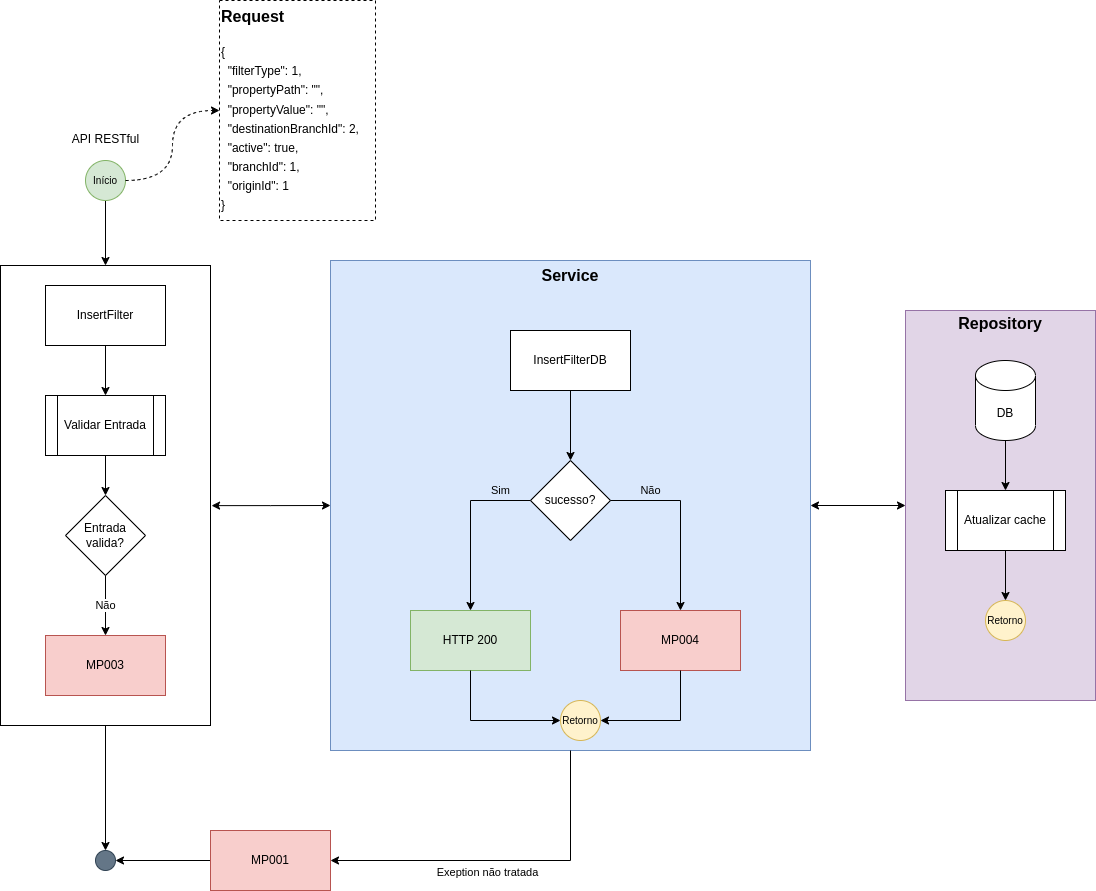 Request
{
"filterType": 1,
"propertyPath": "",
"propertyValue": "",
"destinationBranchId": 2,
"active": true,
"branchId": 1,
"originId": 1
}
API RESTful
Início
InsertFilter
Validar Entrada
Entrada
valida?
Não
MP003
Service
InsertFilterDB
sucesso?
Sim
Não
HTTP 200
MP004
Retorno
Repository
DB
Atualizar cache
Retorno
MP001
Exeption não tratada